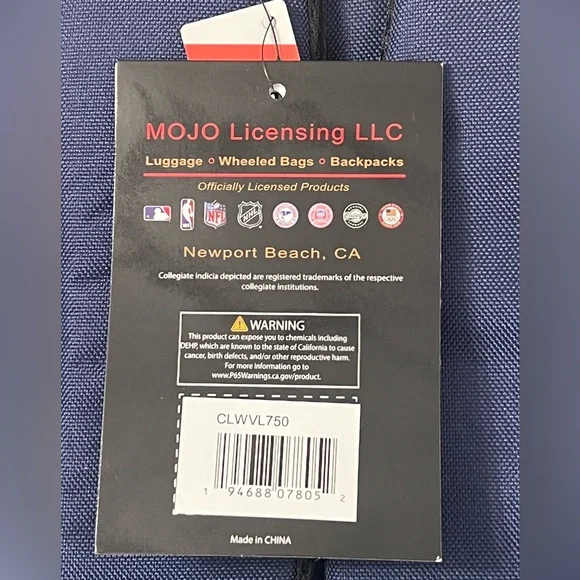 MOJO Licensing LLC
Luggage o Wheeled Bags o Backpacks
Officially Licensed Products
NBA NFL NHL
Newport Beach, CA
Collegiate indicia depicted are registered trademarks of the respective
collegiate institutions.
WARNING
This product can expose you to chemicals including
DEHP, which are known to the state of California to cause
cancer, birth defects, and/or other reproductive harm.
For more information go to
www.P65Warnings.ca.gov/product.
CLWVL750
1 94688 07805 2
Made in CHINA